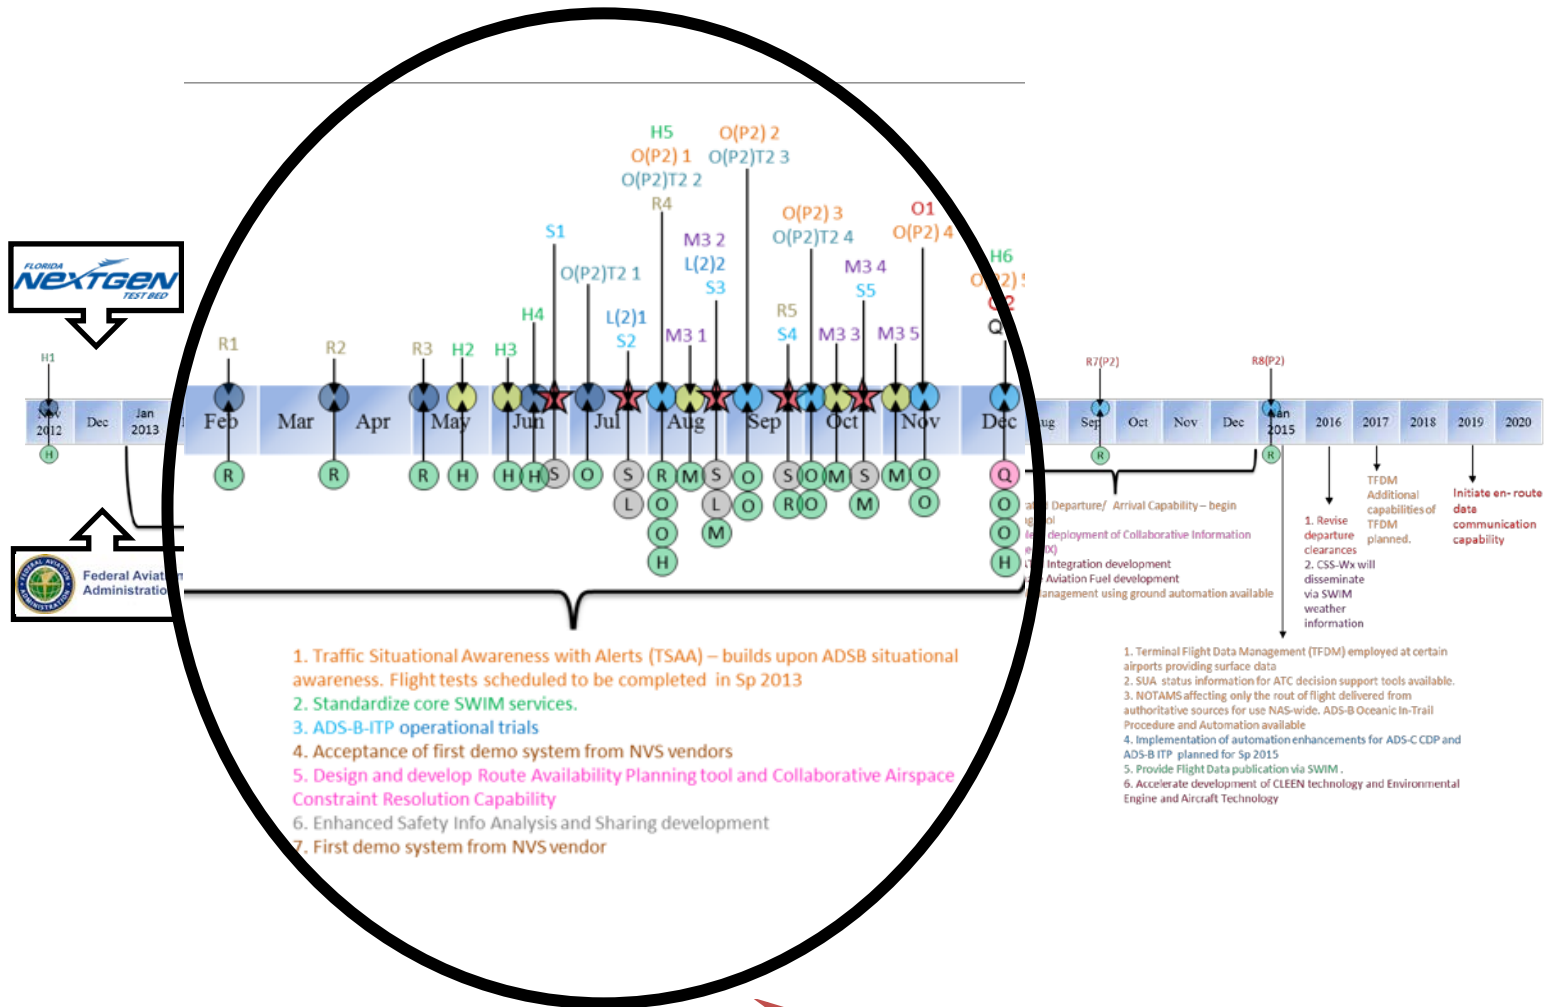 H5
O(P2) 1
O(P2)T2 2
R4
O(P2) 2
O(P2)T2 3
S1
O(P2)T2 1
M3 2
L(2)2
S3
O(P2) 3
O(P2)T2 4
O1
O(P2) 4
M3 4
S5
H6
FLORIDA
NEXTGEN
TEST BED
H4
L(2)1
S2
M3 1
R5
S4
M3 3
M3 5
Q
H1
R1
R2
R3
H2
H3
R7(P2)
R8(P2)
Nov 2012
Dec
Jan 2013
Feb
Mar
Apr
May
Jun
Jul
Aug
Sep
Oct
Nov
Dec
Sep
Oct
Nov
Dec
Jan 2015
2016
2017
2018
2019
2020
H
R
R
R
H
H
H
S
O
S
L
R
O
O
H
M
S
L
M
O
O
S
R
O
O
M
S
M
M
O
O
Q
O
O
H
R
R
Federal Aviation
Administration
Departure/ Arrival Capability – begin
deployment of Collaborative Information
Integration development
Aviation Fuel development
using ground automation available
1. Revise
departure
clearances
2. CSS-Wx will
disseminate
via SWIM
weather
information
TFDM
Additional
capabilities of
TFDM
planned.
Initiate en- route
data
communication
capability
1. Traffic Situational Awareness with Alerts (TSAA) – builds upon ADSB situational
awareness. Flight tests scheduled to be completed in Sp 2013
2. Standardize core SWIM services.
3. ADS-B-ITP operational trials
4. Acceptance of first demo system from NVS vendors
5. Design and develop Route Availability Planning tool and Collaborative Airspace
Constraint Resolution Capability
6. Enhanced Safety Info Analysis and Sharing development
7. First demo system from NVS vendor
1. Terminal Flight Data Management (TFDM) employed at certain
airports providing surface data
2. SUA status information for ATC decision support tools available.
3. NOTAMS affecting only the rout of flight delivered from
authoritative sources for use NAS-wide. ADS-B Oceanic In-Trail
Procedure and Automation available
4. Implementation of automation enhancements for ADS-C CDP and
ADS-B ITP planned for Sp 2015
5. Provide Flight Data publication via SWIM .
6. Accelerate development of CLEEN technology and Environmental
Engine and Aircraft Technology